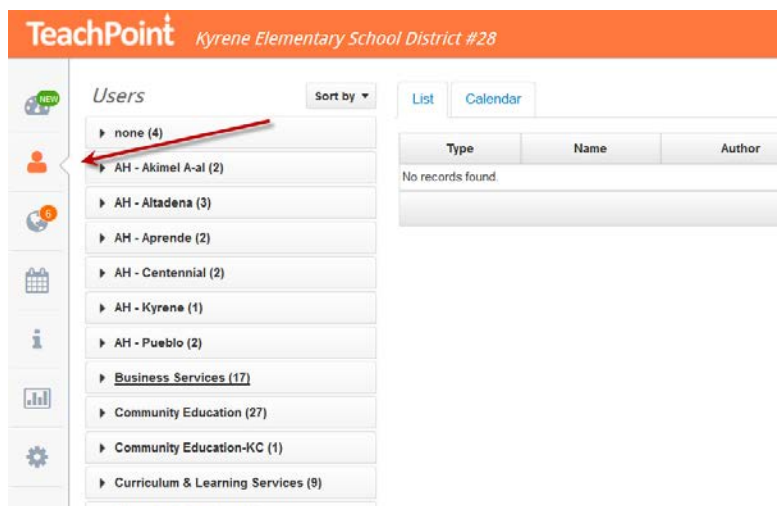 TeachPoint Kyrene Elementary School District #28
NEW
Users
Sort by
none (4)
AH - Akimel A-al (2)
AH - Altadena (3)
AH - Aprende (2)
AH - Centennial (2)
AH - Kyrene (1)
AH - Pueblo (2)
Business Services (17)
Community Education (27)
Community Education-KC (1)
Curriculum & Learning Services (9)
6
i
List Calendar
Type Name Author
No records found.